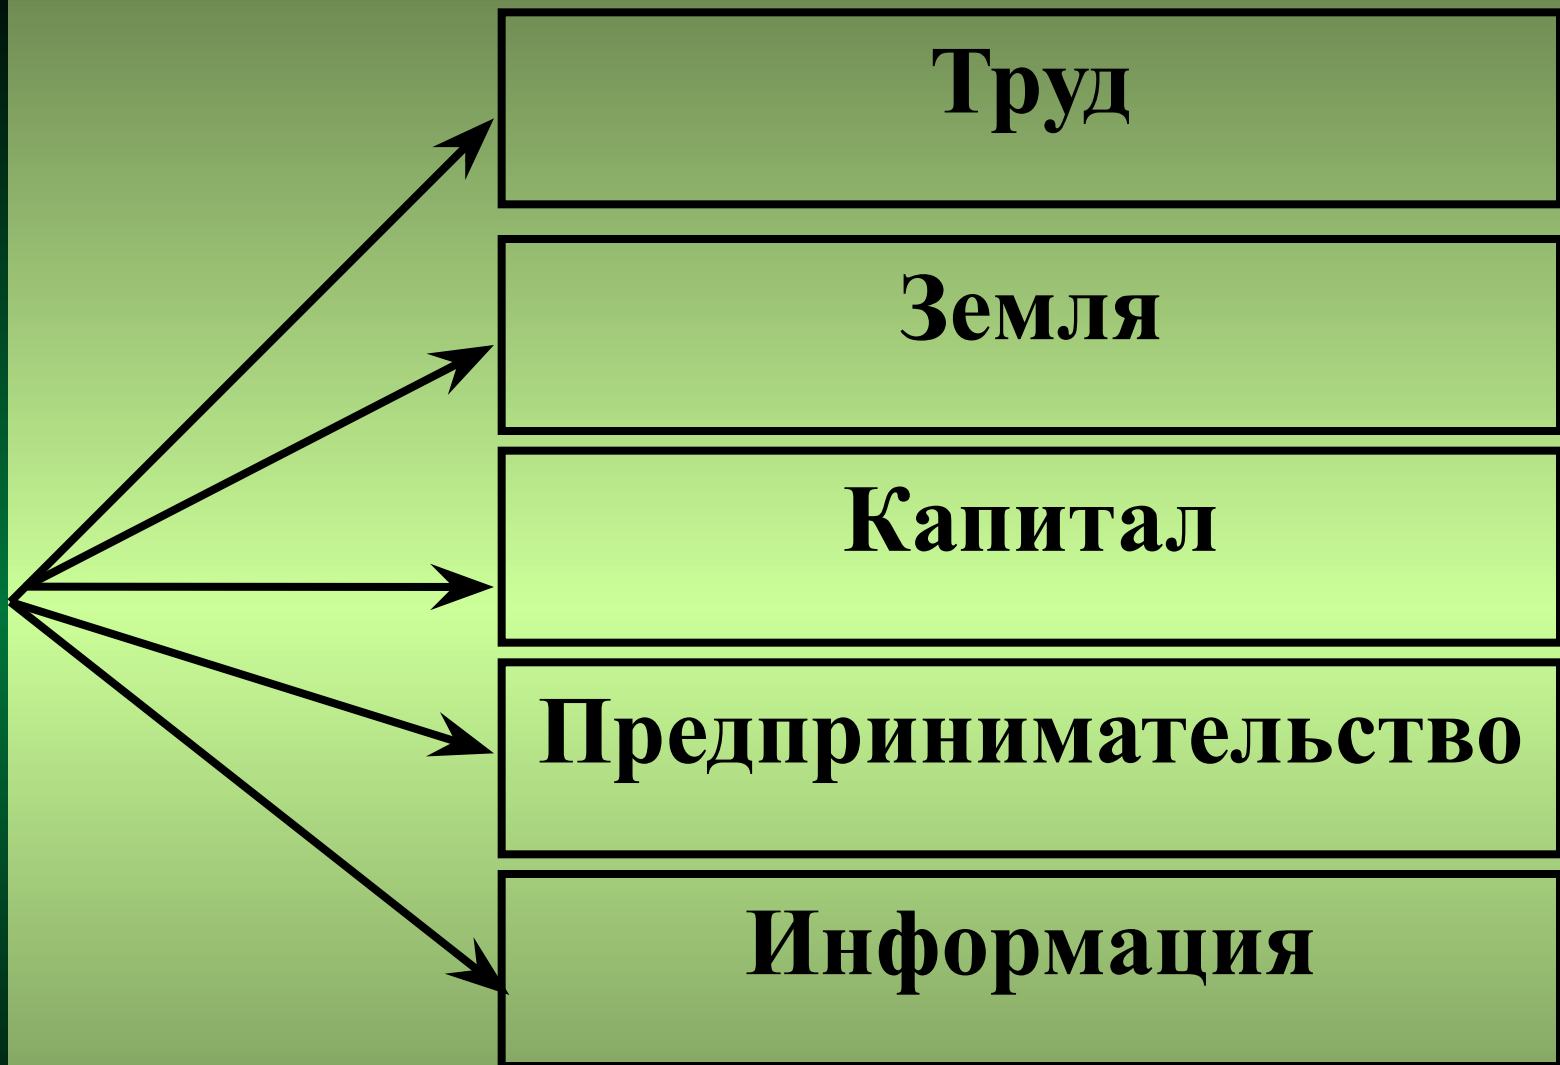 Труд
Земля
Капитал
Предпринимательство
Информация